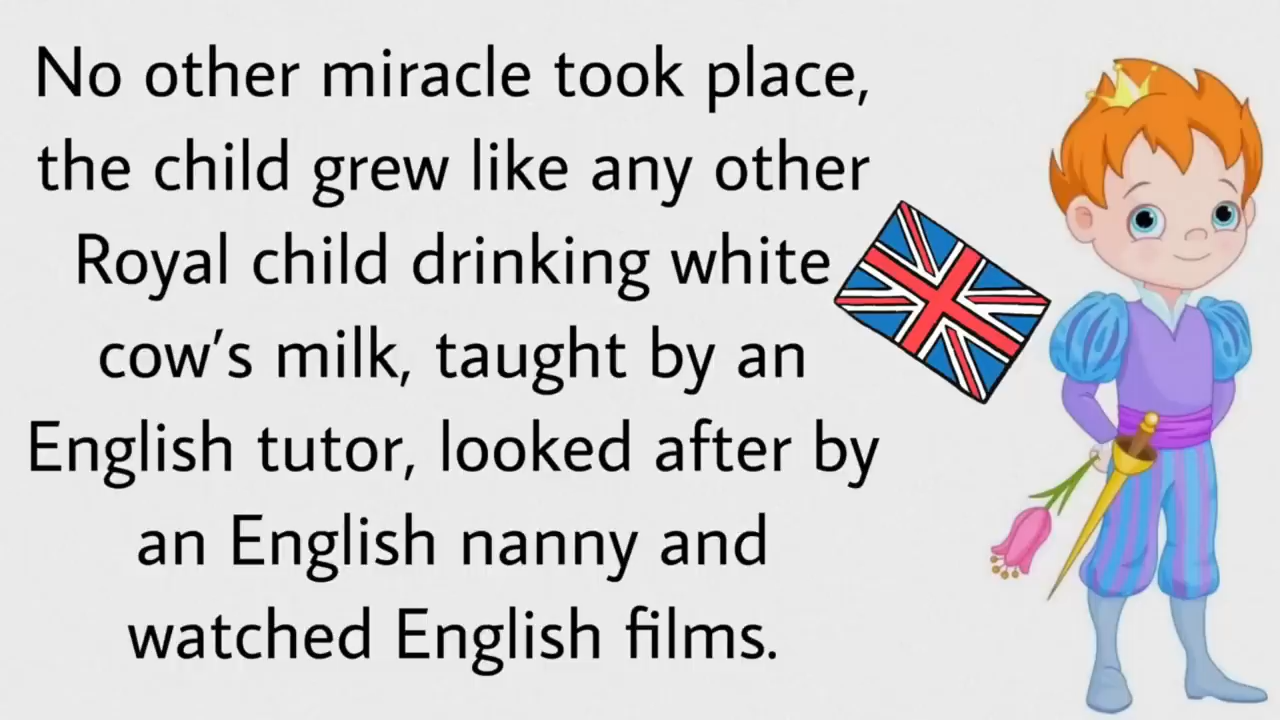 No other miracle took place,
the child grew like any other
Royal child drinking white
cow’s milk, taught by an
English tutor, looked after by
an English nanny and
watched English films.